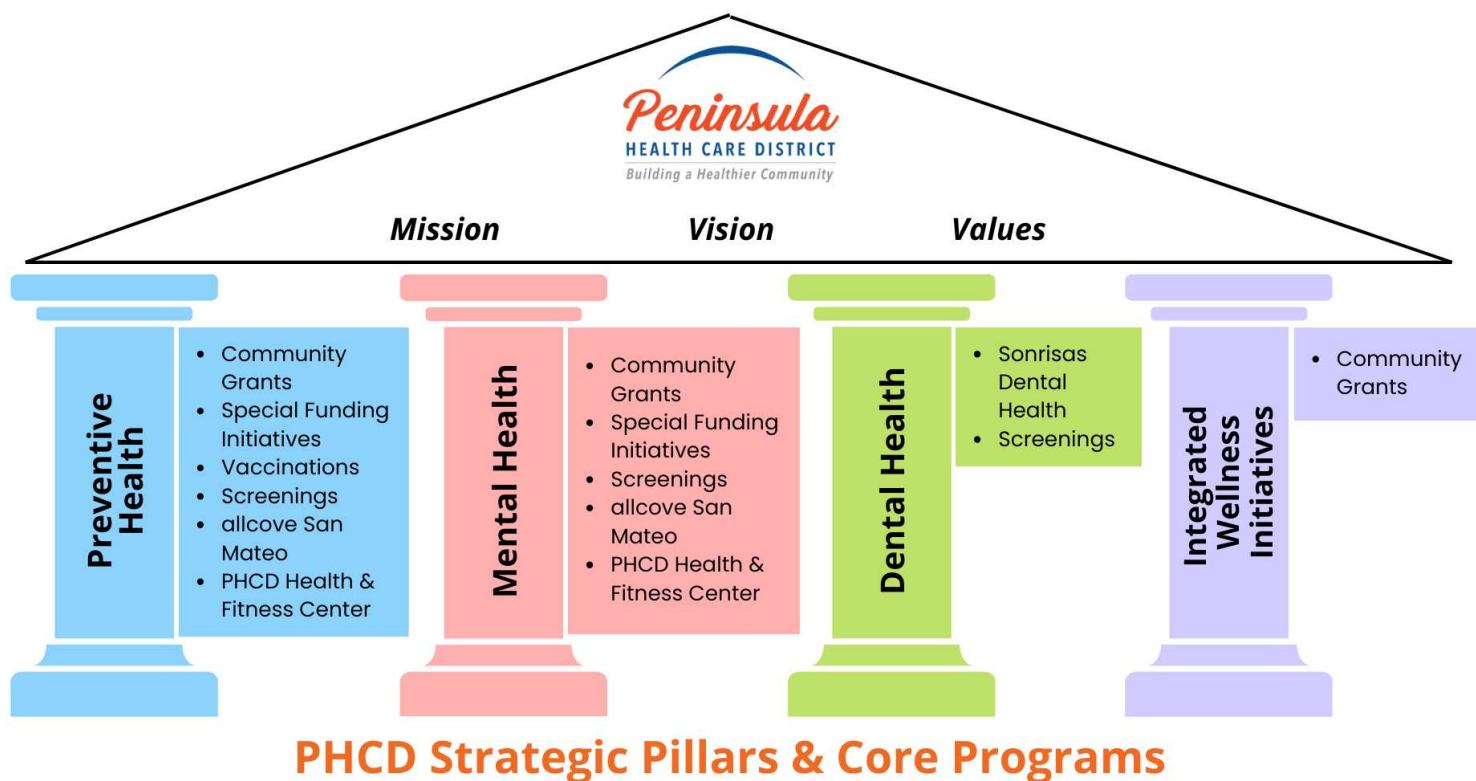 Peninsula
HEALTH CARE DISTRICT
Building a Healthier Community
Mission Vision Values
Preventive
Health
• Community
Grants
• Special Funding
Initiatives
• Vaccinations
• Screenings
• allcove San
Mateo
• PHCD Health &
Fitness Center
Mental Health
• Community
Grants
• Special Funding
Initiatives
• Screenings
• allcove San
Mateo
• PHCD Health &
Fitness Center
Dental Health
• Sonrisas
Dental
Health
• Screenings
Integrated
Wellness
Initiatives
• Community
Grants
PHCD Strategic Pillars & Core Programs